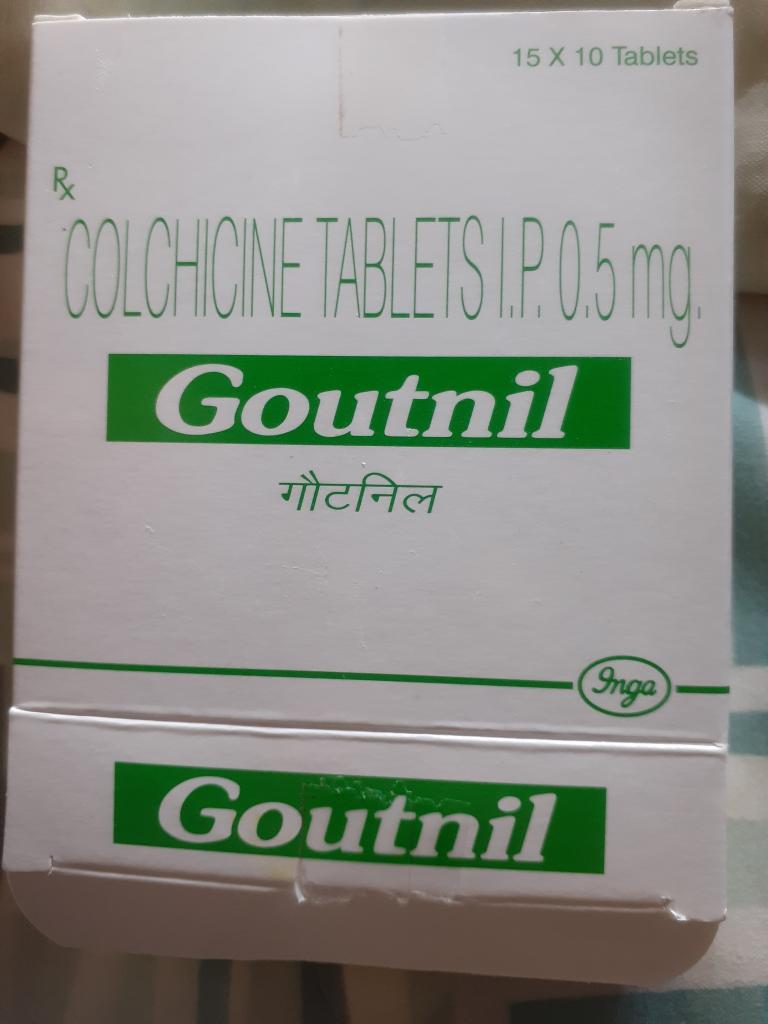 15 X 10 Tablets
Rx
COLCHICINE TABLETS I.P. 0.5 mg.
Goutnil
गौटनिल
Inga
Goutnil